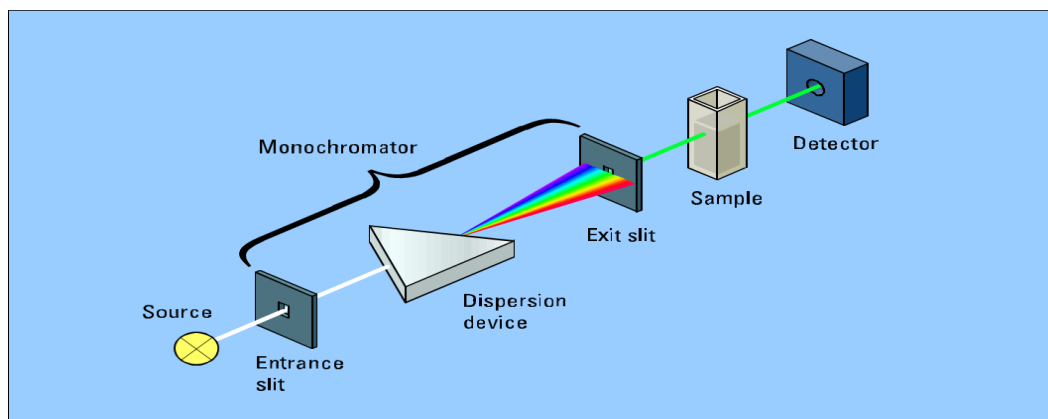 Monochromator
Detector
Sample
Exit slit
Dispersion
device
Source
Entrance
slit